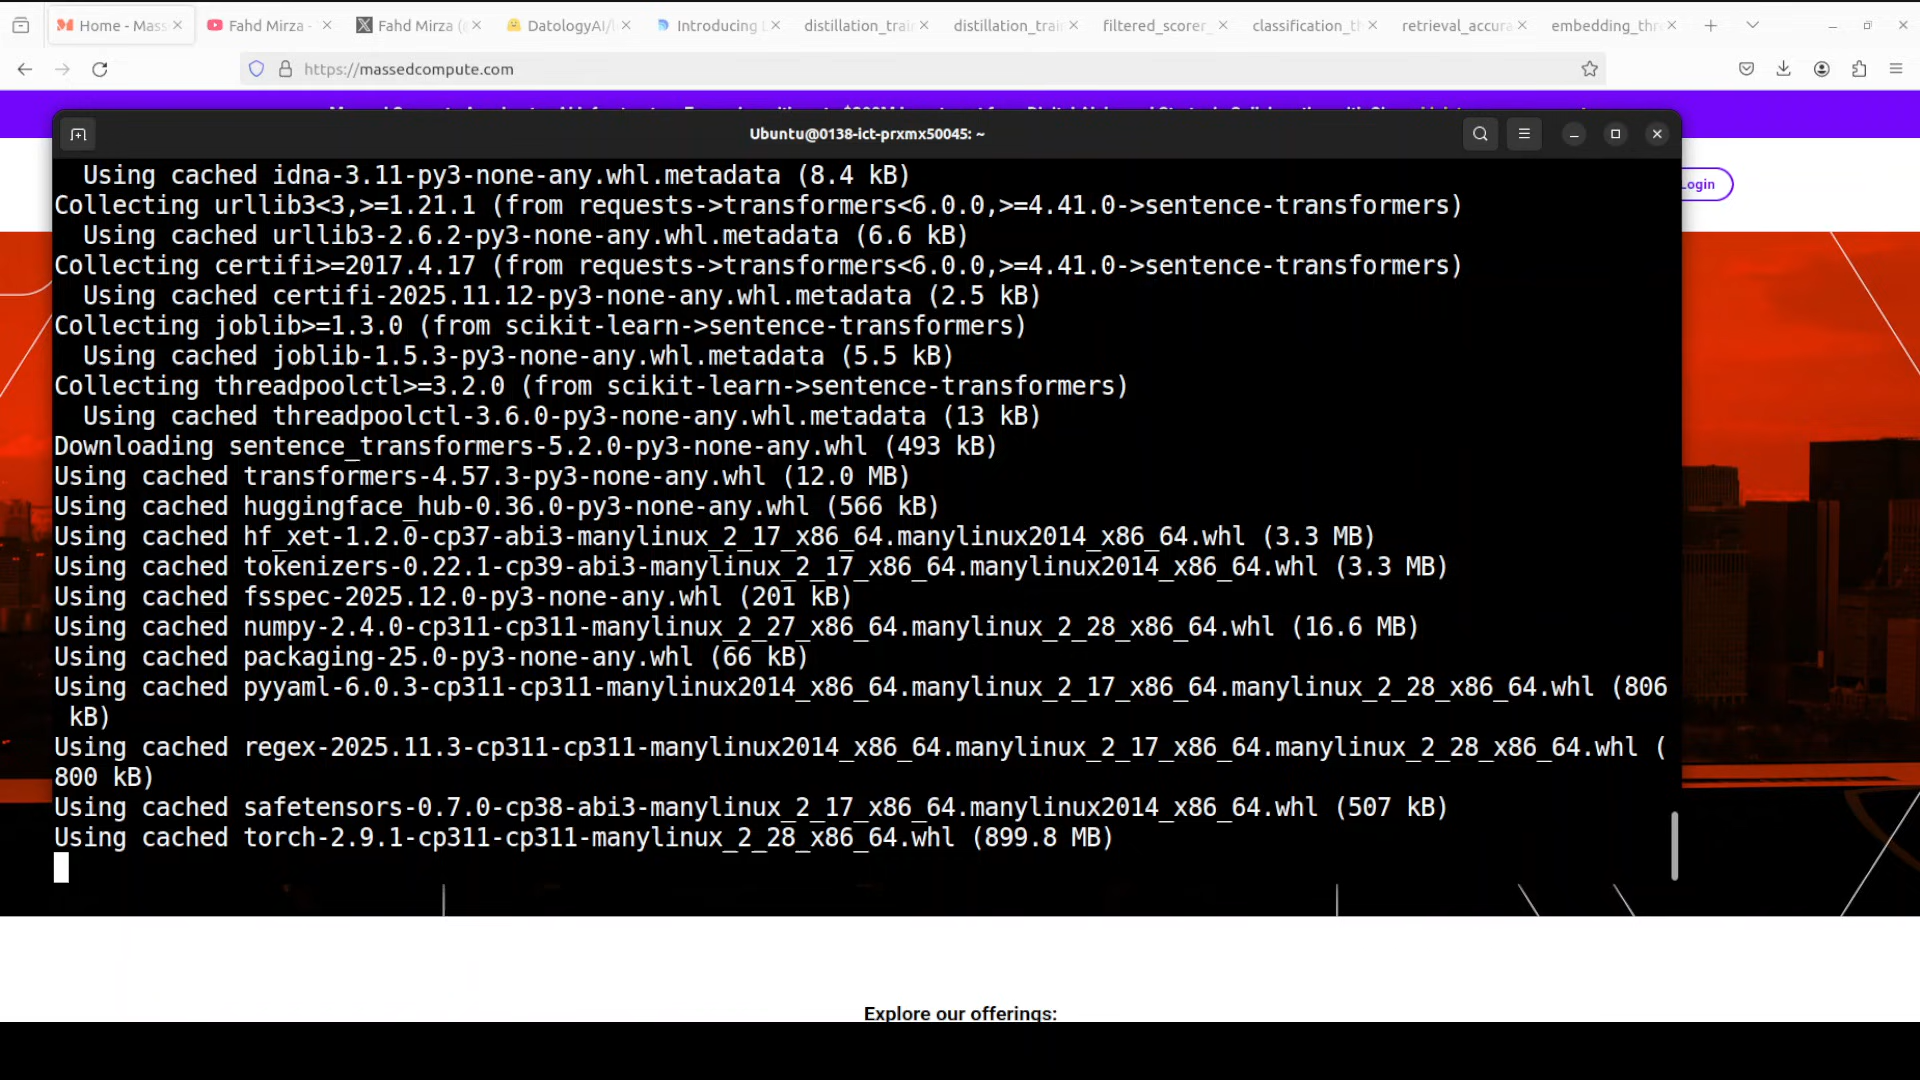 Home - Mass
Fahd Mirza -
Fahd Mirza (
DatologyAI/
Introducing
distillation_trai
distillation_trai
filtered_scorer_
classification_th
retrieval_accura
embedding_thr
https://massedcompute.com
Ubuntu@0138-ict-prxmx50045: ~
Login
Using cached idna-3.11-py3-none-any.whl.metadata (8.4 kB)
Collecting urllib3<3,>=1.21.1 (from requests->transformers<6.0.0,>=4.41.0->sentence-transformers)
Using cached urllib3-2.6.2-py3-none-any.whl.metadata (6.6 kB)
Collecting certifi>=2017.4.17 (from requests->transformers<6.0.0,>=4.41.0->sentence-transformers)
Using cached certifi-2025.11.12-py3-none-any.whl.metadata (2.5 kB)
Collecting joblib>=1.3.0 (from scikit-learn->sentence-transformers)
Using cached joblib-1.5.3-py3-none-any.whl.metadata (5.5 kB)
Collecting threadpoolctl>=3.2.0 (from scikit-learn->sentence-transformers)
Using cached threadpoolctl-3.6.0-py3-none-any.whl.metadata (13 kB)
Downloading sentence_transformers-5.2.0-py3-none-any.whl (493 kB)
Using cached transformers-4.57.3-py3-none-any.whl (12.0 MB)
Using cached huggingface_hub-0.36.0-py3-none-any.whl (566 kB)
Using cached hf_xet-1.2.0-cp37-abi3-manylinux_2_17_x86_64.manylinux2014_x86_64.whl (3.3 MB)
Using cached tokenizers-0.22.1-cp39-abi3-manylinux_2_17_x86_64.manylinux2014_x86_64.whl (3.3 MB)
Using cached fsspec-2025.12.0-py3-none-any.whl (201 kB)
Using cached numpy-2.4.0-cp311-cp311-manylinux_2_27_x86_64.manylinux_2_28_x86_64.whl (16.6 MB)
Using cached packaging-25.0-py3-none-any.whl (66 kB)
Using cached pyyaml-6.0.3-cp311-cp311-manylinux2014_x86_64.manylinux_2_17_x86_64.manylinux_2_28_x86_64.whl (806
kB)
Using cached regex-2025.11.3-cp311-cp311-manylinux2014_x86_64.manylinux_2_17_x86_64.manylinux_2_28_x86_64.whl (
800 kB)
Using cached safetensors-0.7.0-cp38-abi3-manylinux_2_17_x86_64.manylinux2014_x86_64.whl (507 kB)
Using cached torch-2.9.1-cp311-cp311-manylinux_2_28_x86_64.whl (899.8 MB)
Explore our offerings: